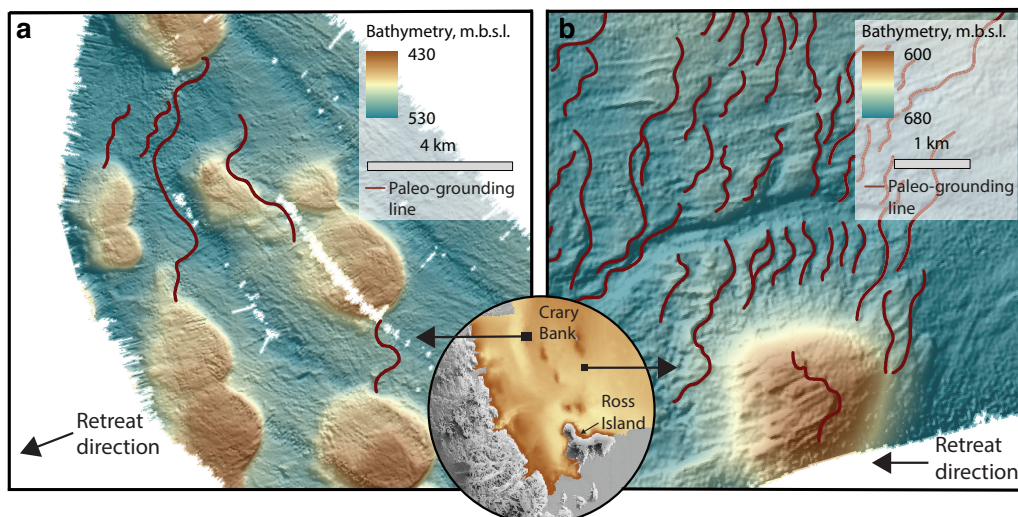 a
Bathymetry, m.b.s.l.
430
530
4 km
Paleo-grounding
line
Retreat
direction
b
Bathymetry, m.b.s.l.
600
680
1 km
Paleo-grounding
line
Retreat
direction
Crary
Bank
Ross
Island